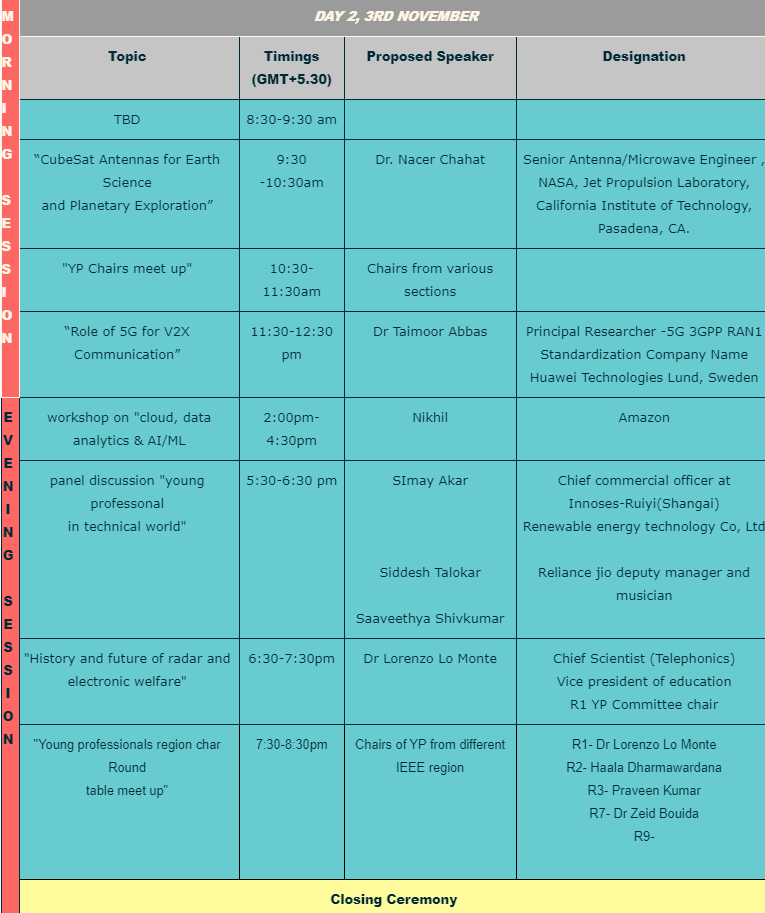 MORNING SESSION
DAY 2, 3RD NOVEMBER
Topic
Timings
(GMT+5.30)
Proposed Speaker
Designation
TBD
8:30-9:30 am
“CubeSat Antennas for Earth
Science
and Planetary Exploration”
9:30
-10:30am
Dr. Nacer Chahat
Senior Antenna/Microwave Engineer ,
NASA, Jet Propulsion Laboratory,
California Institute of Technology,
Pasadena, CA.
"YP Chairs meet up"
10:30-
11:30am
Chairs from various
sections
“Role of 5G for V2X
Communication”
11:30-12:30
pm
Dr Taimoor Abbas
Principal Researcher -5G 3GPP RAN1
Standardization Company Name
Huawei Technologies Lund, Sweden
EVENING SESSION
workshop on "cloud, data
analytics & AI/ML
2:00pm-
4:30pm
Nikhil
Amazon
panel discussion "young
professonal
in technical world"
5:30-6:30 pm
SImay Akar
Chief commercial officer at
Innoses-Ruiyi(Shangai)
Renewable energy technology Co, Ltd
Siddesh Talokar
Reliance jio deputy manager and
musician
Saaveethya Shivkumar
"History and future of radar and
electronic welfare"
6:30-7:30pm
Dr Lorenzo Lo Monte
Chief Scientist (Telephonics)
Vice president of education
R1 YP Committee chair
"Young professionals region char
Round
table meet up"
7:30-8:30pm
Chairs of YP from different
IEEE region
R1- Dr Lorenzo Lo Monte
R2- Haala Dharmawardana
R3- Praveen Kumar
R7- Dr Zeid Bouida
R9-
Closing Ceremony